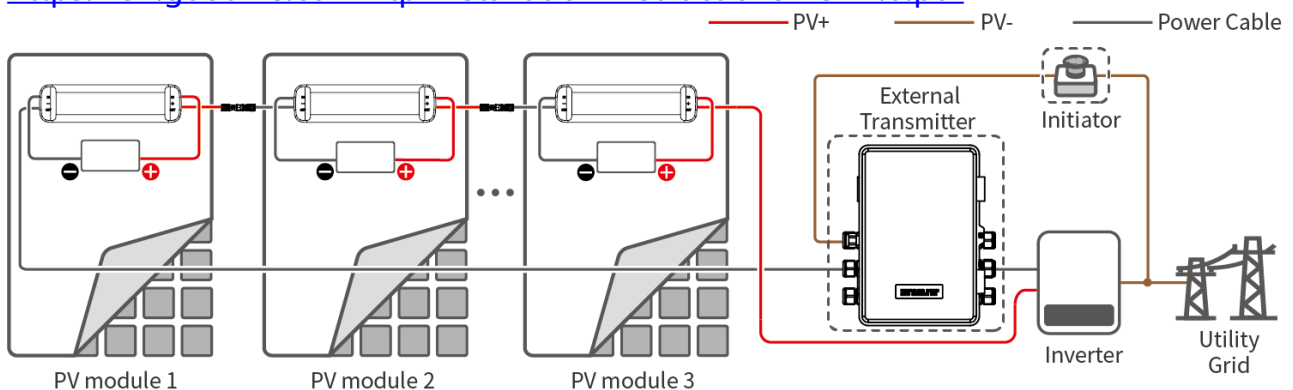 PV+
PV-
Power Cable
External
Transmitter
Initiator
Inverter
Utility
Grid
PV module 1
PV module 2
PV module 3